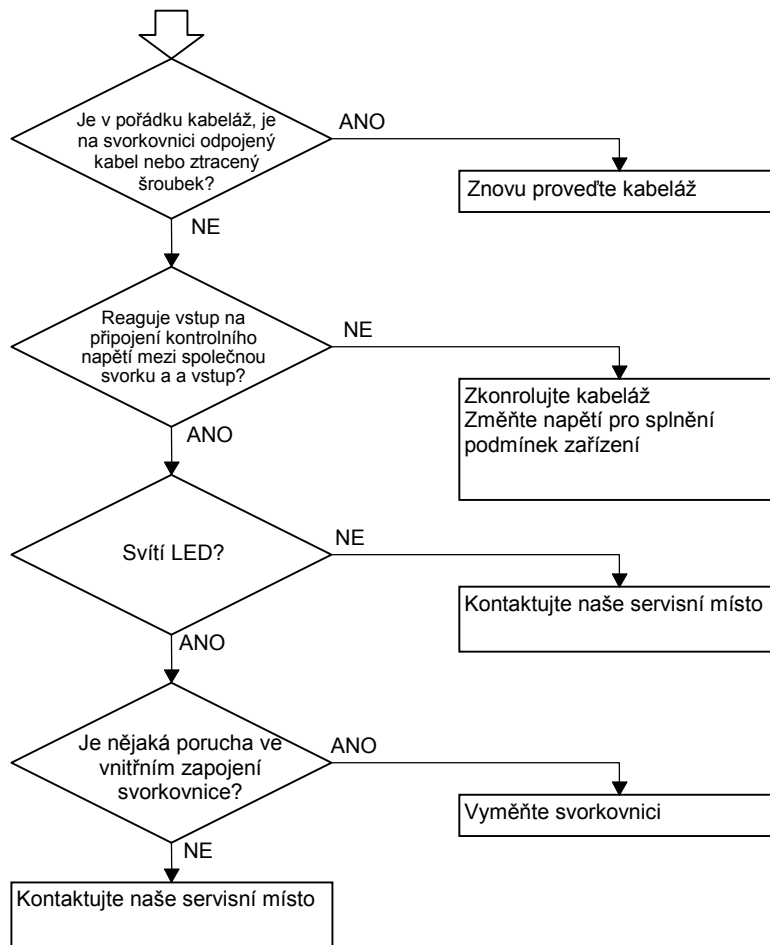 Je v pořádku kabeláž, je
na svorkovnici odpojený
kabel nebo ztracený
šroubek?
ANO
Znovu proveďte kabeláž
NE
Reaguje vstup na
připojení kontrolního
napětí mezi společnou
svorku a a vstup?
NE
Zkonrolujte kabeláž
Změňte napětí pro splnění
podmínek zařízení
ANO
Svítí LED?
NE
Kontaktujte naše servisní místo
ANO
Je nějaká porucha ve
vnitřním zapojení
svorkovnice?
ANO
Vyměňte svorkovnici
NE
Kontaktujte naše servisní místo